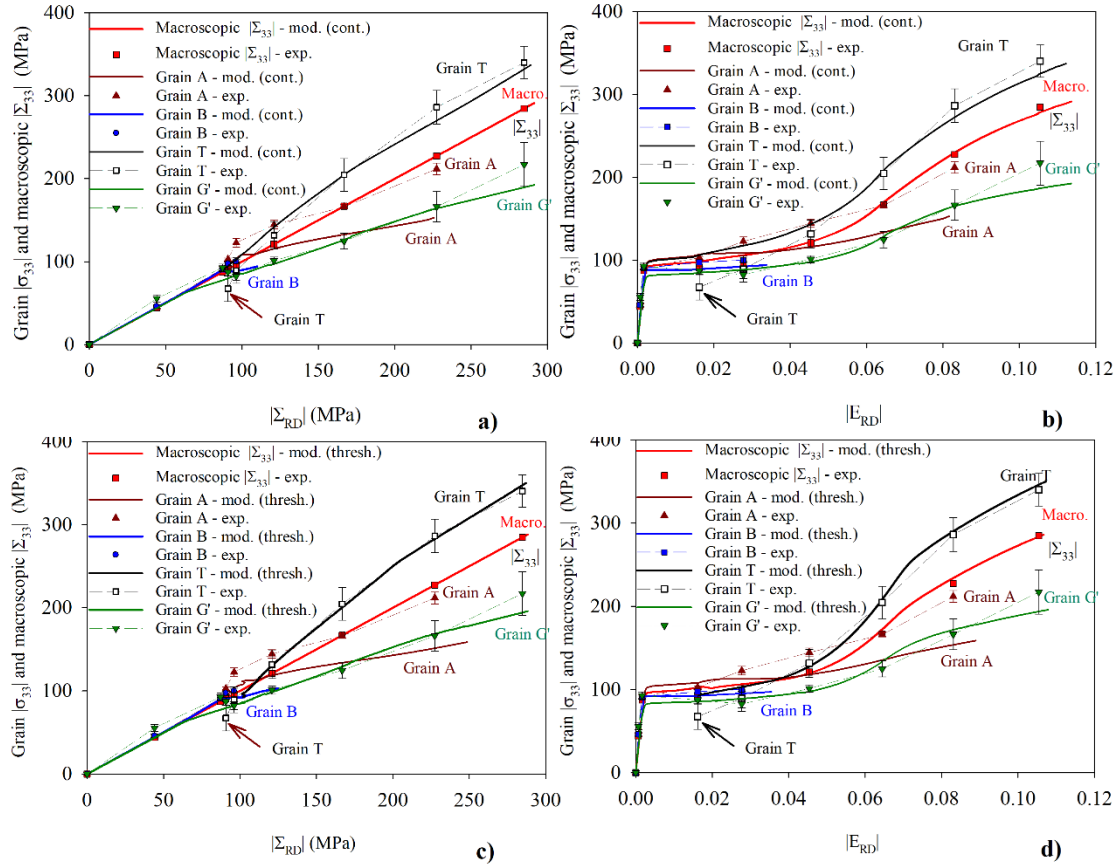 Grain |σ33| and macroscopic |Σ33| (MPa)
400
300
200
100
0
Macroscopic |Σ33| - mod. (cont.)
Macroscopic |Σ33| - exp.
Grain A - mod. (cont.)
Grain A - exp.
Grain B - mod. (cont.)
Grain B - exp.
Grain T - mod. (cont.)
Grain T - exp.
Grain G' - mod. (cont.)
Grain G' - exp.
Grain T
Macro.
|Σ33|
Grain A
Grain G'
Grain A
Grain B
Grain T
0 50 100 150 200 250 300
|ΣRD| (MPa)
a)
Grain |σ33| and macroscopic |Σ33| (MPa)
400
300
200
100
0
Macroscopic |Σ33| - mod. (cont.)
Macroscopic |Σ33| - exp.
Grain A - mod. (cont.)
Grain A - exp.
Grain B - mod. (cont.)
Grain B - exp.
Grain T - mod. (cont.)
Grain T - exp.
Grain G' - mod. (cont.)
Grain G' - exp.
Grain T
Macro.
|Σ33|
Grain A
Grain G'
Grain A
Grain B
Grain T
0.00 0.02 0.04 0.06 0.08 0.10 0.12
|ERD|
b)
Grain |σ33| and macroscopic |Σ33| (MPa)
400
300
200
100
0
Macroscopic |Σ33| - mod. (thresh.)
Macroscopic |Σ33| - exp.
Grain A - mod. (thresh.)
Grain A - exp.
Grain B - mod. (thresh.)
Grain B - exp.
Grain T - mod. (thresh.)
Grain T - exp.
Grain G' - mod. (thresh.)
Grain G' - exp.
Grain T
Macro.
|Σ33|
Grain A
Grain G'
Grain A
Grain B
Grain T
0 50 100 150 200 250 300
|ΣRD| (MPa)
c)
Grain |σ33| and macroscopic |Σ33| (MPa)
400
300
200
100
0
Macroscopic |Σ33| - mod. (thresh.)
Macroscopic |Σ33| - exp.
Grain A - mod. (thresh.)
Grain A - exp.
Grain B - mod. (thresh.)
Grain B - exp.
Grain T - mod. (thresh.)
Grain T - exp.
Grain G' - mod. (thresh.)
Grain G' - exp.
Grain T
Macro.
|Σ33|
Grain A
Grain G'
Grain A
Grain B
Grain T
0.00 0.02 0.04 0.06 0.08 0.10 0.12
|ERD|
d)